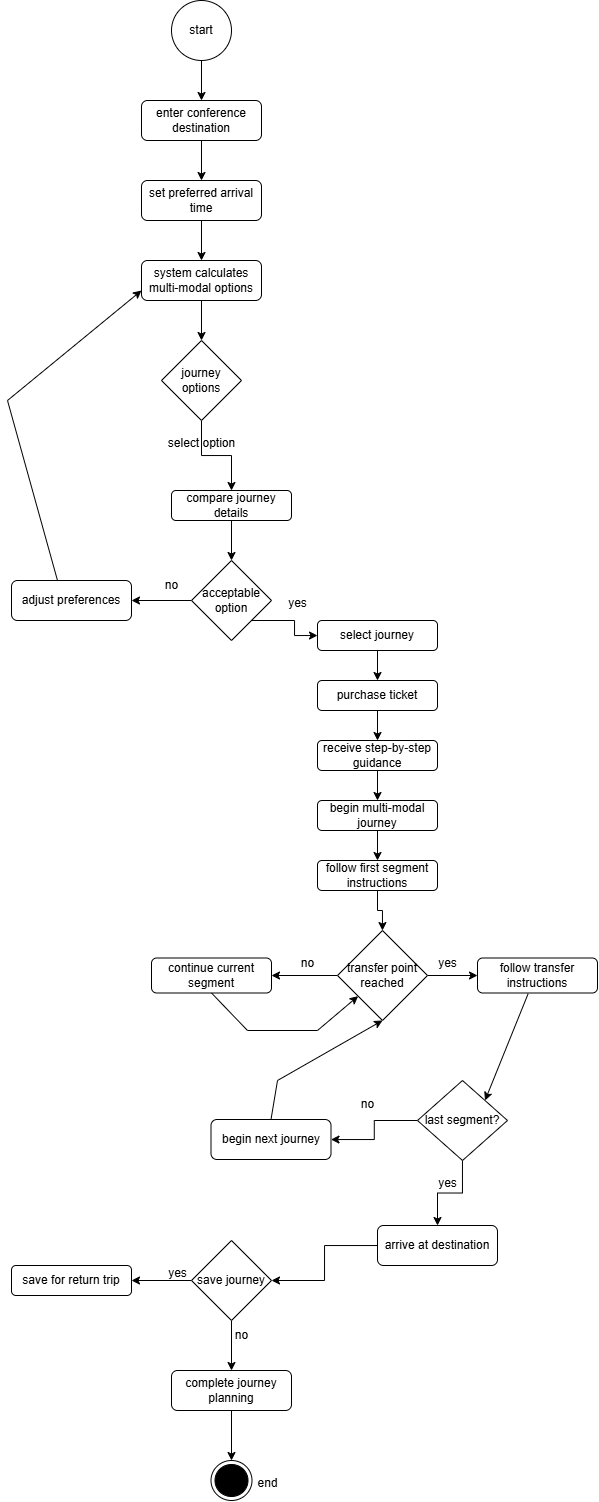 start
enter conference
destination
set preferred arrival
time
system calculates
multi-modal options
journey
options
select option
compare journey
details
acceptable
option
no
adjust preferences
yes
select journey
purchase ticket
receive step-by-step
guidance
begin multi-modal
journey
follow first segment
instructions
transfer point
reached
no
continue current
segment
yes
follow transfer
instructions
last segment?
no
begin next journey
yes
arrive at destination
save journey
yes
save for return trip
no
complete journey
planning
end